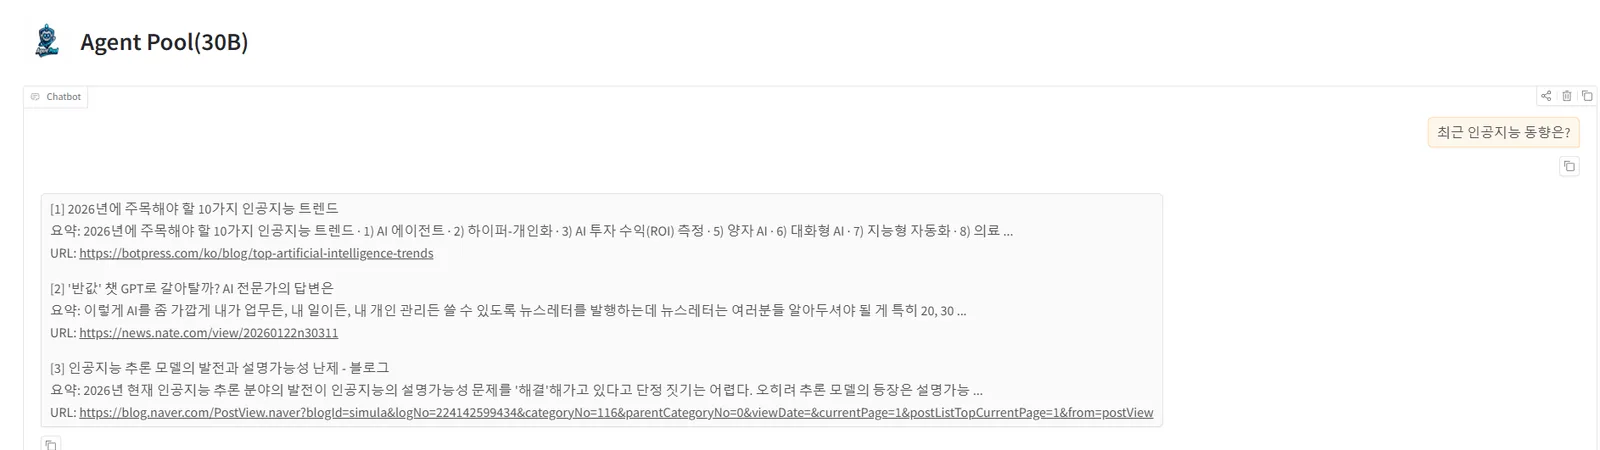 Agent Pool(30B)
Chatbot
최근 인공지능 동향은?
[1] 2026년에 주목해야 할 10가지 인공지능 트렌드
요약: 2026년에 주목해야 할 10가지 인공지능 트렌드 · 1) AI 에이전트 · 2) 하이퍼-개인화 · 3) AI 투자 수익(ROI) 측정 · 5) 양자 AI · 6) 대화형 AI · 7) 지능형 자동화 · 8) 의료 ...
URL: https://botpress.com/ko/blog/top-artificial-intelligence-trends
[2] '반값' 챗 GPT로 갈아탈까? AI 전문가의 답변은
요약: 이렇게 AI를 좀 가깝게 내가 업무든, 내 일이든, 내 개인 관리든 쓸 수 있도록 뉴스레터를 발행하는데 뉴스레터는 여러분들 알아두셔야 될 게 특히 20, 30 ...
URL: https://news.nate.com/view/20260122n30311
[3] 인공지능 추론 모델의 발전과 설명가능성 난제 - 블로그
요약: 2026년 현재 인공지능 추론 분야의 발전이 인공지능의 설명가능성 문제를 '해결'해가고 있다고 단정 짓기는 어렵다. 오히려 추론 모델의 등장은 설명가능 ...
URL: https://blog.naver.com/PostView.naver?blogId=simula&logNo=224142599434&categoryNo=116&parentCategoryNo=0&viewDate=&currentPage=1&postListTopCurrentPage=1&from=postView